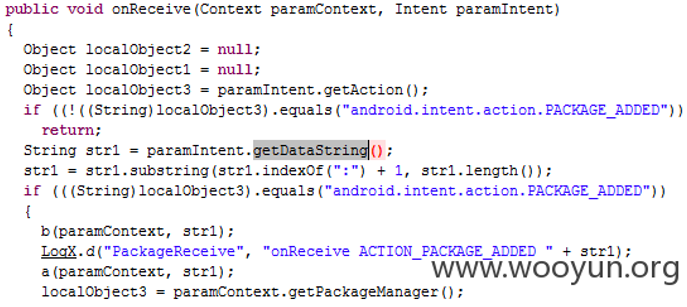 public void onReceive(Context paramContext, Intent paramIntent)
{
Object localObject2 = null;
Object localObject1 = null;
Object localObject3 = paramIntent.getAction();
if ((!((String)localObject3).equals("android.intent.action.PACKAGE_ADDED"))
return;
String str1 = paramIntent.getDataString();
str1 = str1.substring(str1.indexOf(":") + 1, str1.length());
if (((String)localObject3).equals("android.intent.action.PACKAGE_ADDED"))
{
b(paramContext, str1);
LogX.d("PackageReceive", "onReceive ACTION_PACKAGE_ADDED " + str1);
a(paramContext, str1);
localObject3 = paramContext.getPackageManager();
www.wooyun.org